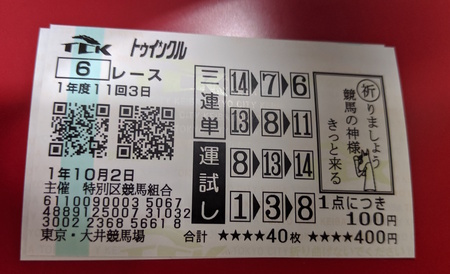 TCK トゥインクル
6 レース
1年度11回3日
三連単 運試し
14 7 6
13 8 11
8 13 14
1 3 8
祈りましょう
競馬の神様
きっと来る
1点につき
100円
1年10月2日
主催 特別区競馬組合
6110090003 5067
4889125007 31032
3002 2368 5661 8
東京・大井競馬場
合計 ★★★★40枚 ★★★★400円